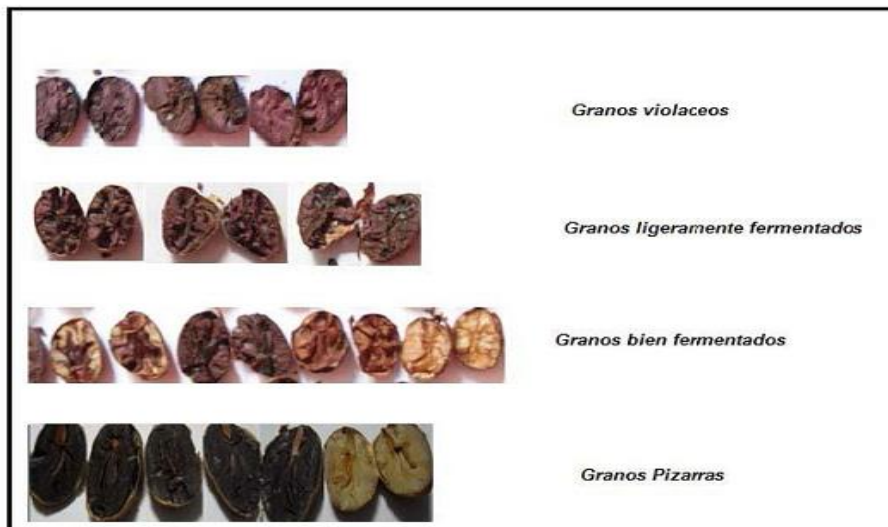 Granos violaceos
Granos ligeramente fermentados
Granos bien fermentados
Granos Pizarras